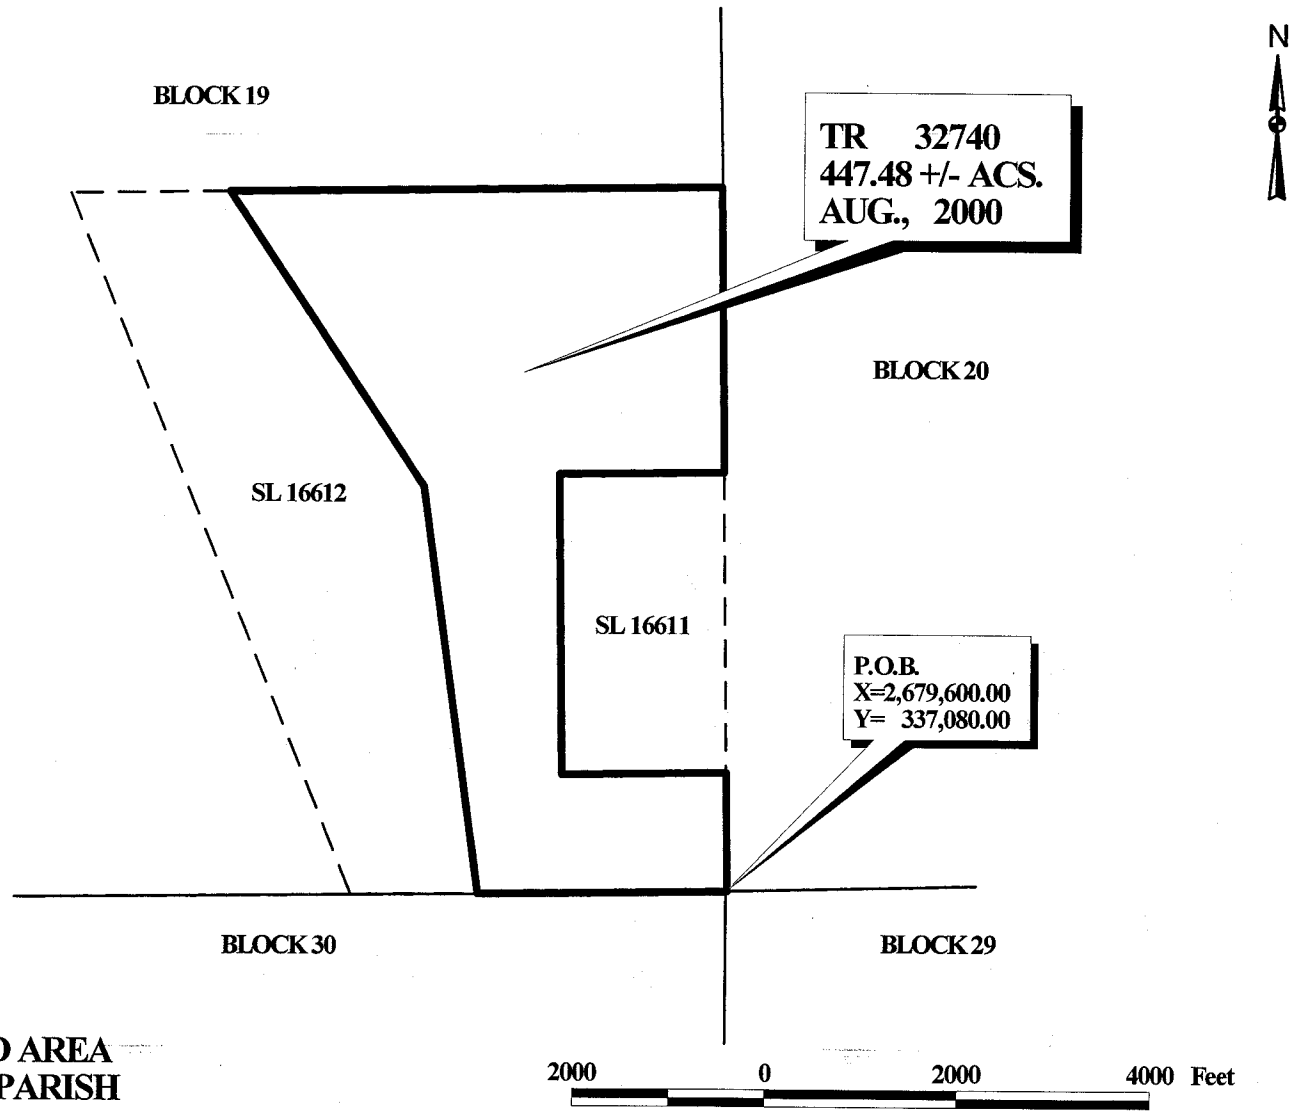 N
BLOCK 19
TR 32740
447.48 +/- ACS.
AUG., 2000
BLOCK 20
SL 16612
SL 16611
P.O.B.
X=2,679,600.00
Y= 337,080.00
BLOCK 30
BLOCK 29
AREA
PARISH
2000 0 2000 4000 Feet